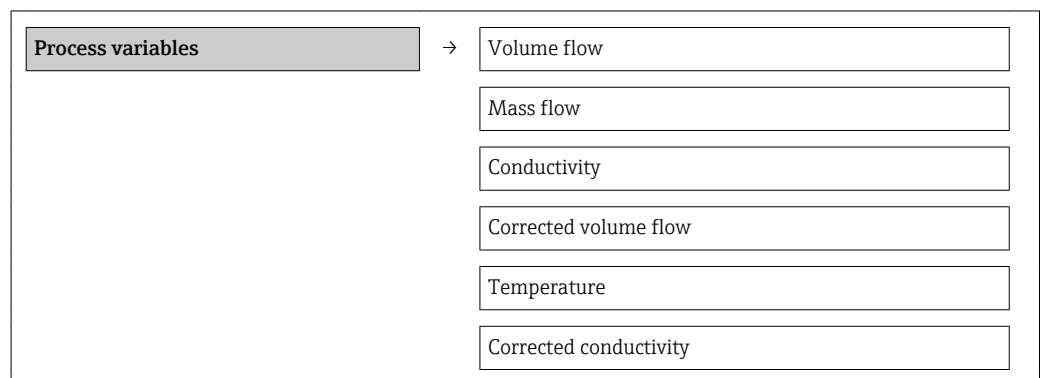 Process variables → Volume flow
Mass flow
Conductivity
Corrected volume flow
Temperature
Corrected conductivity